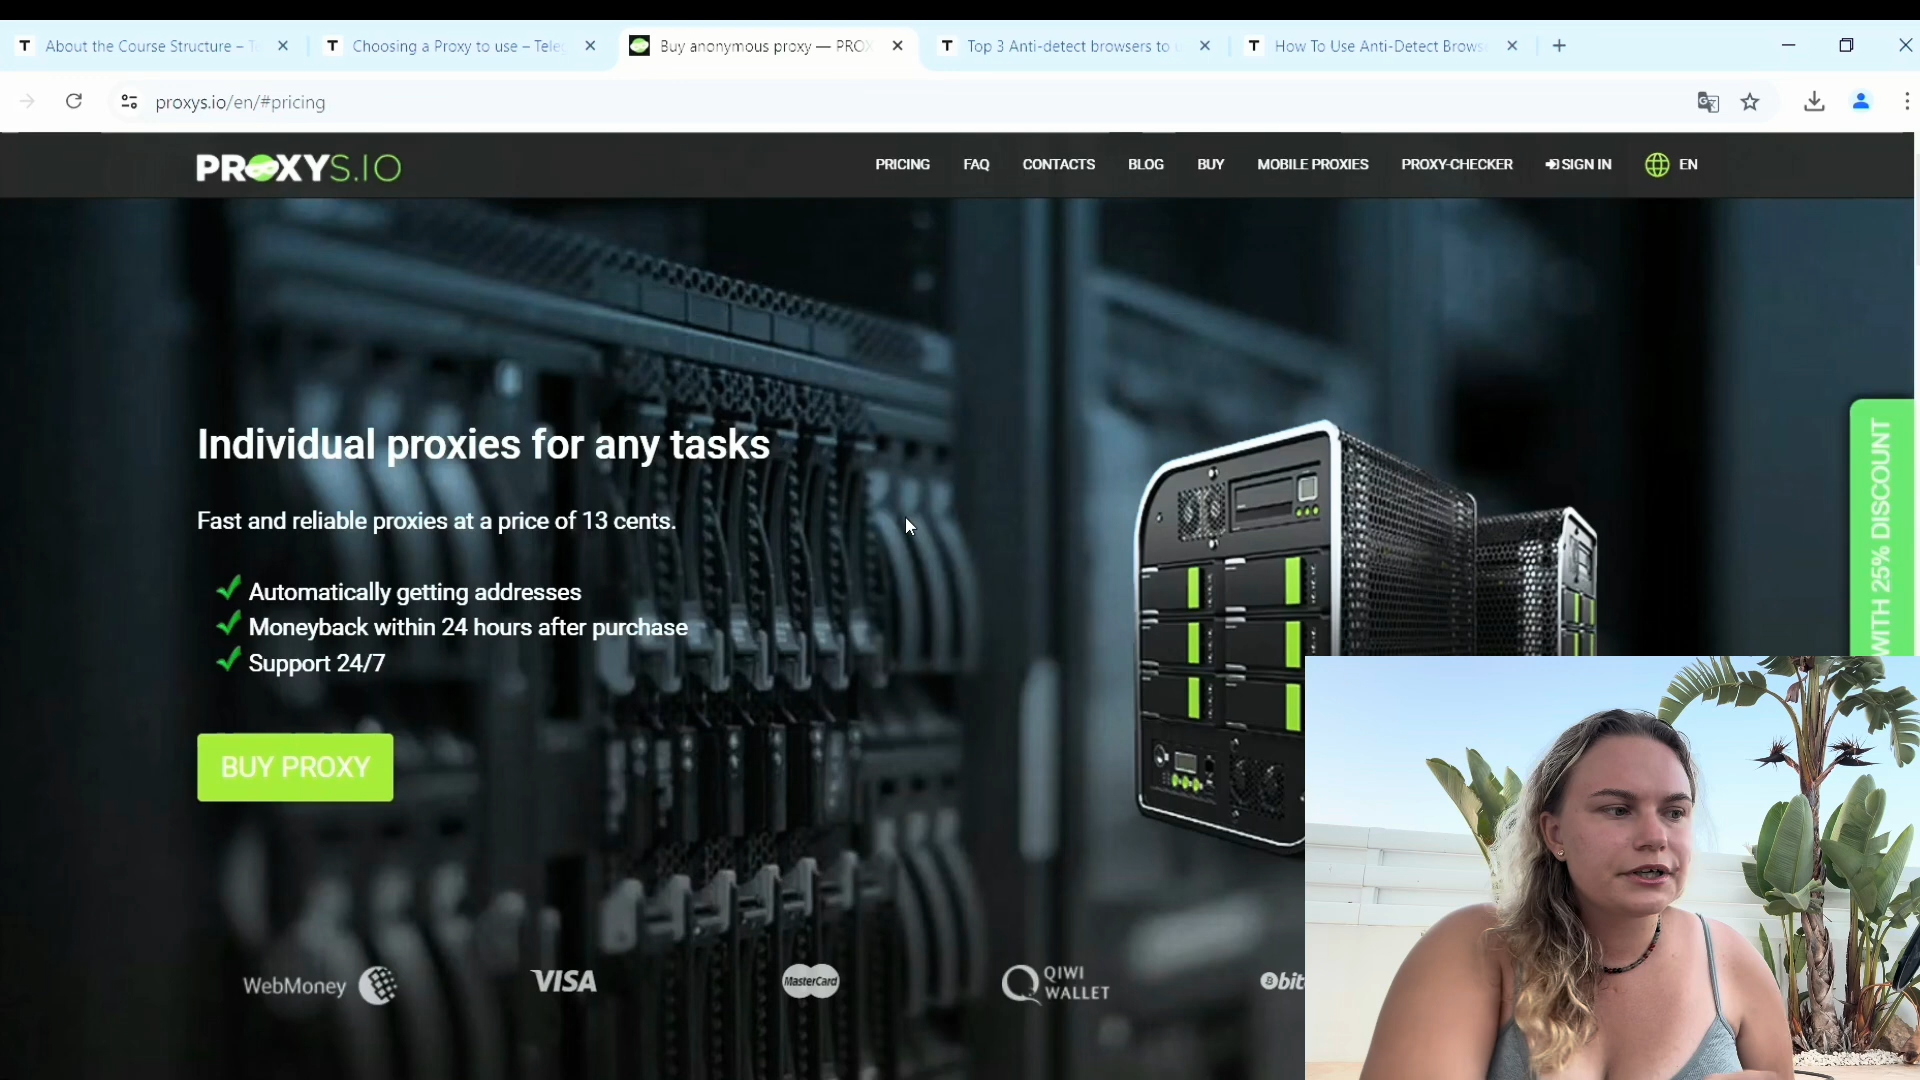 T About the Course Structure – Te
T Choosing a Proxy to use – Teleg
Buy anonymous proxy — PROX
T Top 3 Anti-detect browsers to u
T How To Use Anti-Detect Browse
proxys.io/en/#pricing
PROXYS.IO
PRICING
FAQ
CONTACTS
BLOG
BUY
MOBILE PROXIES
PROXY-CHECKER
SIGN IN
EN
Individual proxies for any tasks
Fast and reliable proxies at a price of 13 cents.
Automatically getting addresses
Moneyback within 24 hours after purchase
Support 24/7
BUY PROXY
WITH 25% DISCOUNT
WebMoney
VISA
MasterCard
QIWI
WALLET
bit